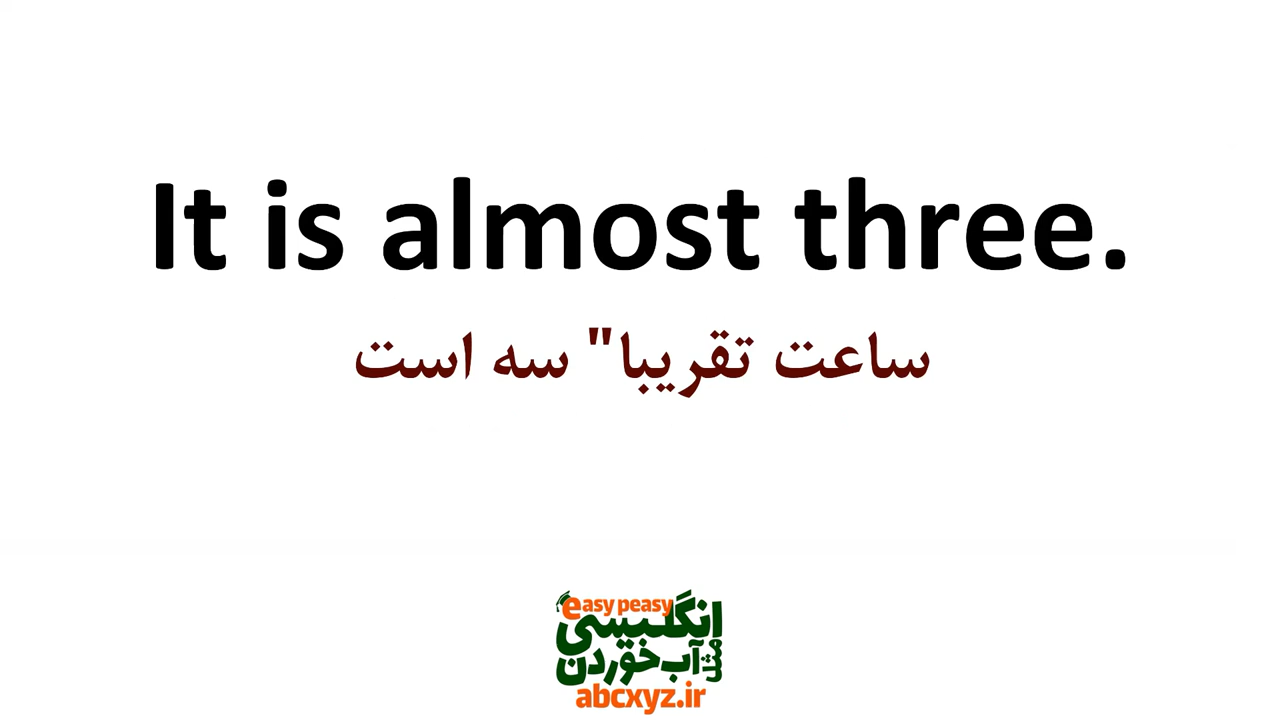 It is almost three.
ساعت تقریبا" سه است
easy peasy
انگلیسی
مثل آب خوردن
abcxyz.ir